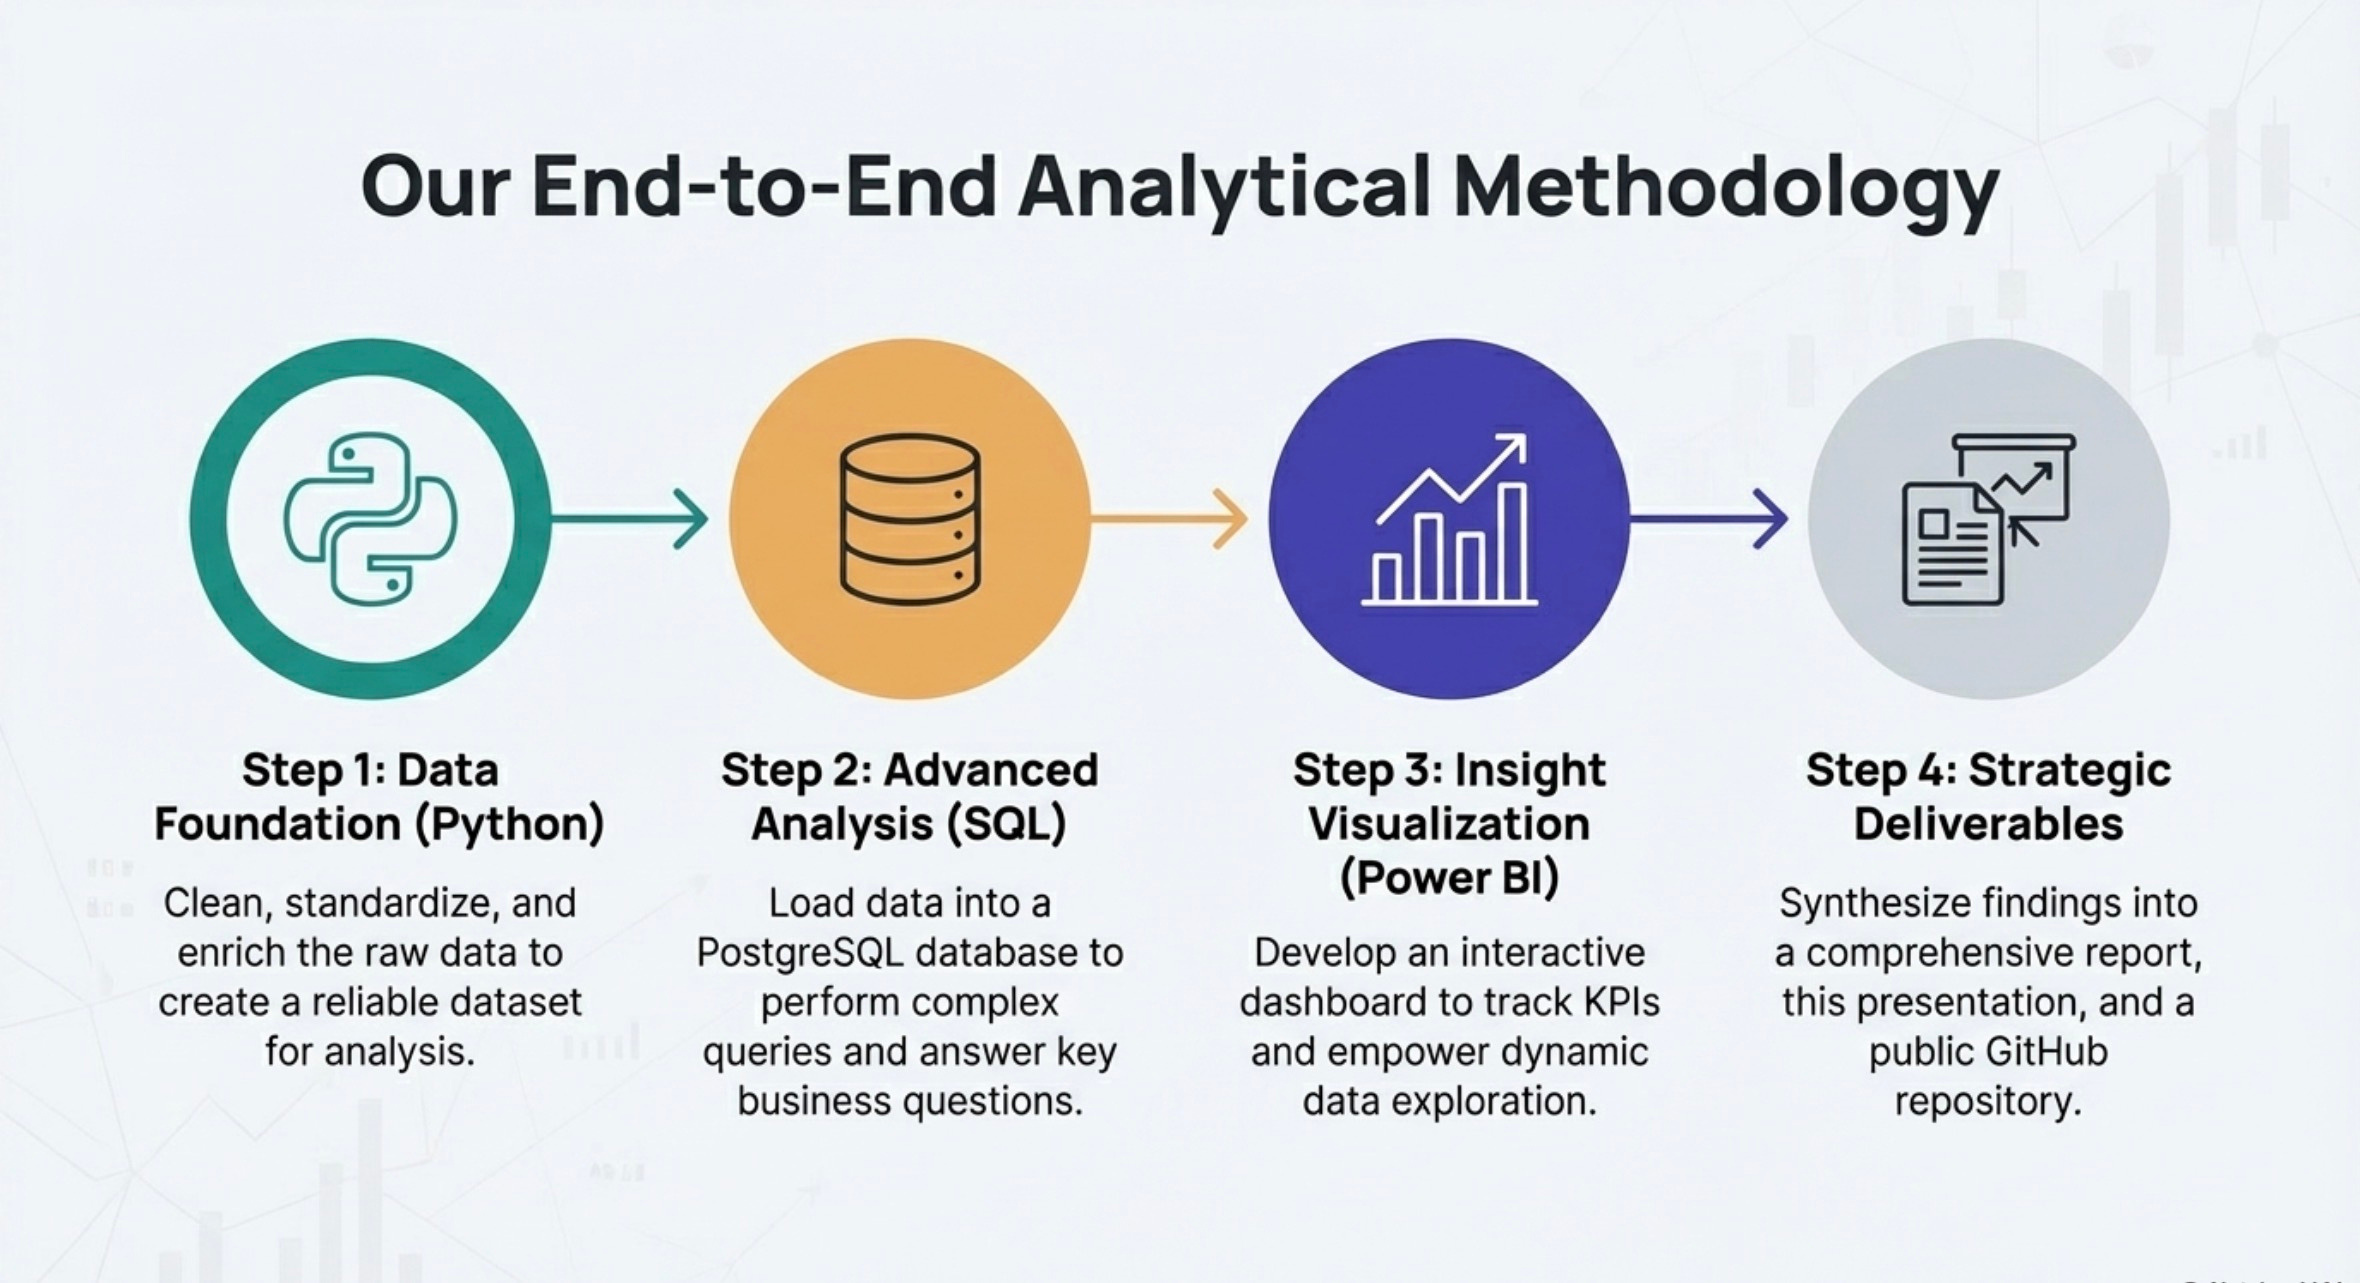 Our End-to-End Analytical Methodology
Step 1: Data
Foundation (Python)
Clean, standardize, and
enrich the raw data to
create a reliable dataset
for analysis.
Step 2: Advanced
Analysis (SQL)
Load data into a
PostgreSQL database to
perform complex
queries and answer key
business questions.
Step 3: Insight
Visualization
(Power BI)
Develop an interactive
dashboard to track KPIs
and empower dynamic
data exploration.
Step 4: Strategic
Deliverables
Synthesize findings into
a comprehensive report,
this presentation, and a
public GitHub
repository.